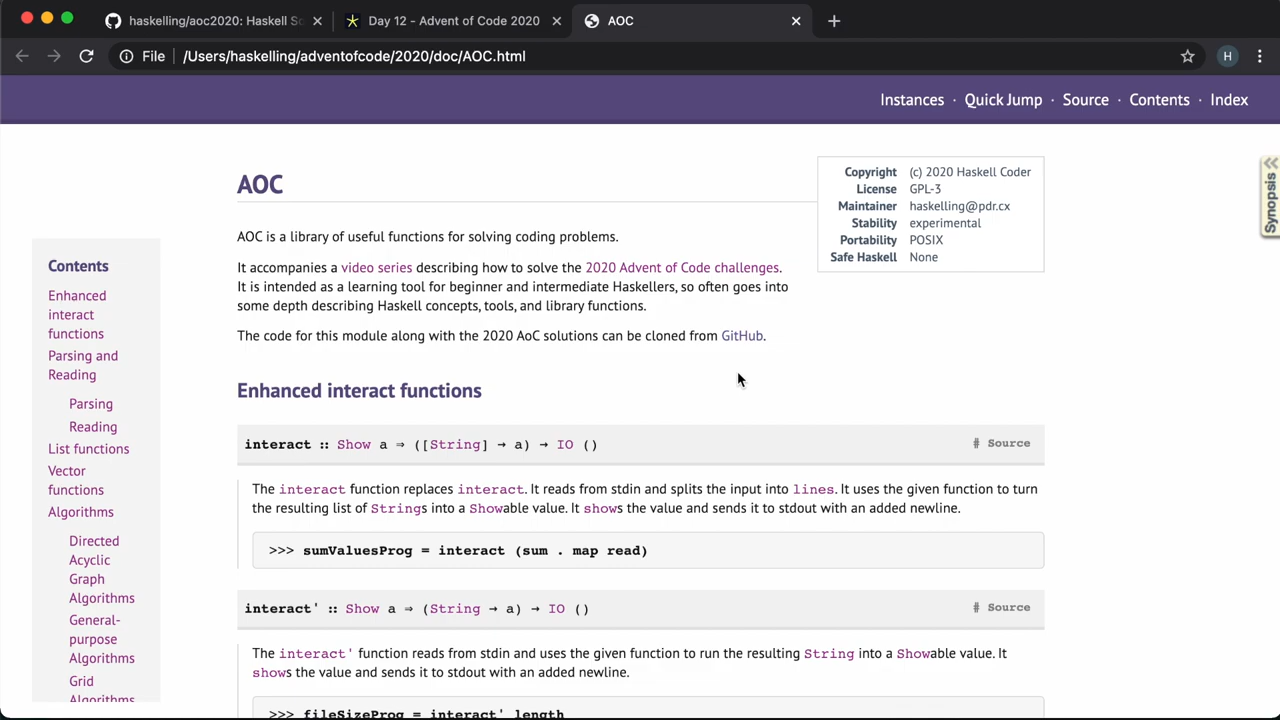 haskelling/aoc2020: Haskell So
Day 12 - Advent of Code 2020
AOC
File /Users/haskelling/adventofcode/2020/doc/AOC.html
H
Instances · Quick Jump · Source · Contents · Index
Synopsis
AOC
Copyright (c) 2020 Haskell Coder
License GPL-3
Maintainer haskelling@pdr.cx
Stability experimental
Portability POSIX
Safe Haskell None
AOC is a library of useful functions for solving coding problems.
It accompanies a video series describing how to solve the 2020 Advent of Code challenges.
It is intended as a learning tool for beginner and intermediate Haskellers, so often goes into
some depth describing Haskell concepts, tools, and library functions.
The code for this module along with the 2020 AoC solutions can be cloned from GitHub.
Contents
Enhanced
interact
functions
Parsing and
Reading
Parsing
Reading
List functions
Vector
functions
Algorithms
Directed
Acyclic
Graph
Algorithms
General-
purpose
Algorithms
Grid
Algorithms
Enhanced interact functions
interact :: Show a ⇒ ([String] → a) → IO ()
# Source
The interact function replaces interact. It reads from stdin and splits the input into lines. It uses the given function to turn
the resulting list of Strings into a Showable value. It shows the value and sends it to stdout with an added newline.
>>> sumValuesProg = interact (sum . map read)
interact' :: Show a ⇒ (String → a) → IO ()
# Source
The interact' function reads from stdin and uses the given function to run the resulting String into a Showable value. It
shows the value and sends it to stdout with an added newline.
>>> fileSizeProg = interact' length